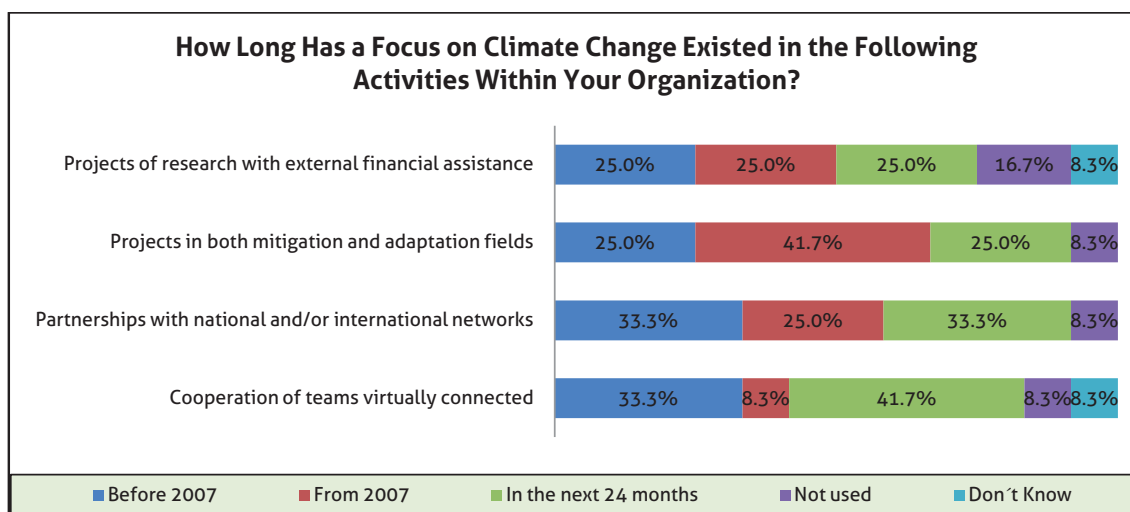 How Long Has a Focus on Climate Change Existed in the Following
Activities Within Your Organization?
Projects of research with external financial assistance
25.0% 25.0% 25.0% 16.7% 8.3%
Projects in both mitigation and adaptation fields
25.0% 41.7% 25.0% 8.3%
Partnerships with national and/or international networks
33.3% 25.0% 33.3% 8.3%
Cooperation of teams virtually connected
33.3% 8.3% 41.7% 8.3% 8.3%
Before 2007 From 2007 In the next 24 months Not used Don´t Know